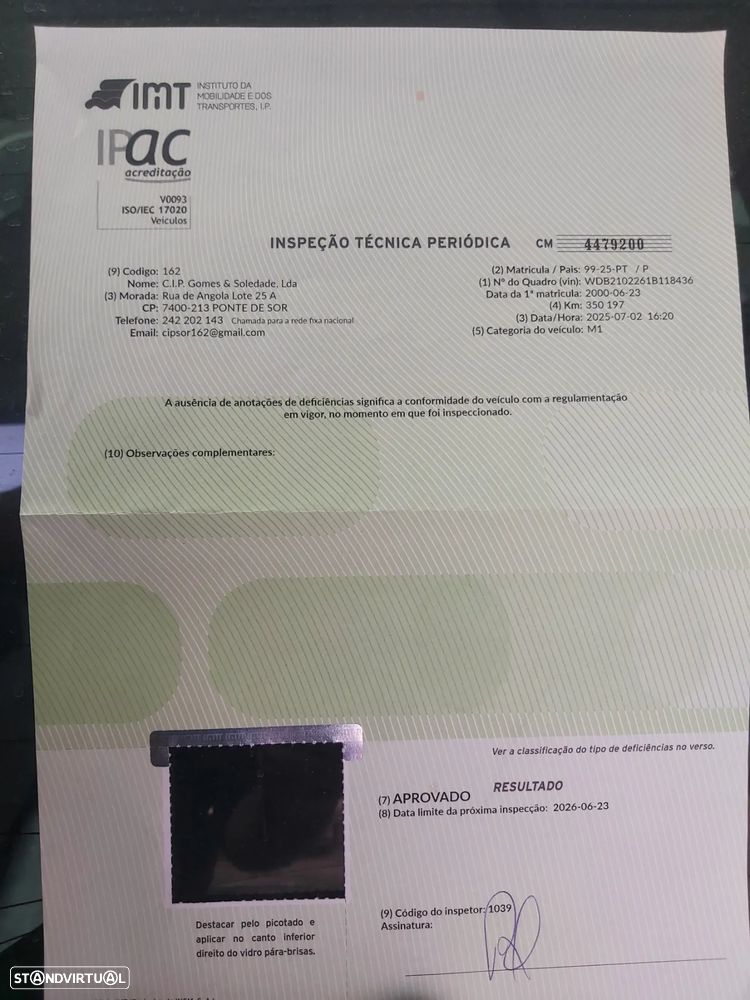 IMT INSTITUTO DA
MOBILIDADE E DOS
TRANSPORTES, I.P.
IPAC
acreditação
V0093
ISO/IEC 17020
Veículos
INSPEÇÃO TÉCNICA PERIÓDICA CM 4479200
(9) Codigo: 162
Nome: C.I.P. Gomes & Soledade, Lda
(3) Morada: Rua de Angola Lote 25 A
CP: 7400-213 PONTE DE SOR
Telefone: 242 202 143 Chamada para a rede fixa nacional
Email: cipsor162@gmail.com
(2) Matricula / Pais: 99-25-PT / P
(1) Nº do Quadro (vin): WDB2102261B118436
Data da 1ª matricula: 2000-06-23
(4) Km: 350 197
(3) Data/Hora: 2025-07-02 16:20
(5) Categoria do veículo: M1
A ausência de anotações de deficiências significa a conformidade do veículo com a regulamentação
em vigor, no momento em que foi inspeccionado.
(10) Observações complementares:
Ver a classificação do tipo de deficiências no verso.
RESULTADO
(7) APROVADO
(8) Data limite da próxima inspecção: 2026-06-23
(9) Código do inspetor: 1039
Assinatura:
Destacar pelo picotado e
aplicar no canto inferior
direito do vidro pára-brisas.
STANDVIRTUAL